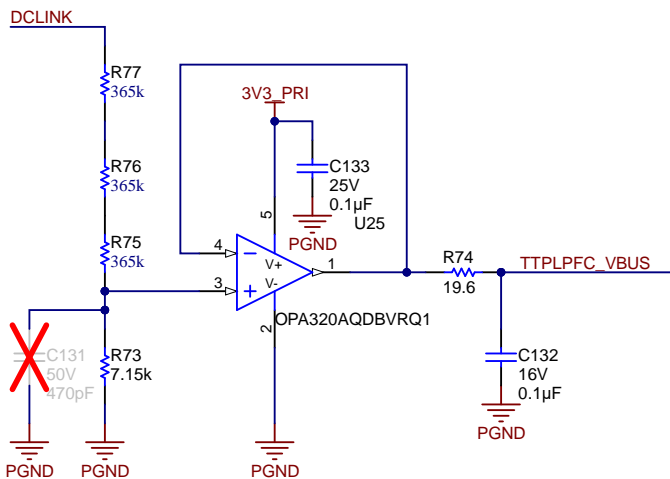 DCLINK
R77
365k
R76
365k
R75
365k
C131
50V
470pF
R73
7.15k
PGND
PGND
3V3_PRI
C133
25V
0.1µF
PGND
U25
5
4
3
V+
V-
1
2
OPA320AQDBVRQ1
PGND
R74
19.6
TTPLPFC_VBUS
C132
16V
0.1µF
PGND